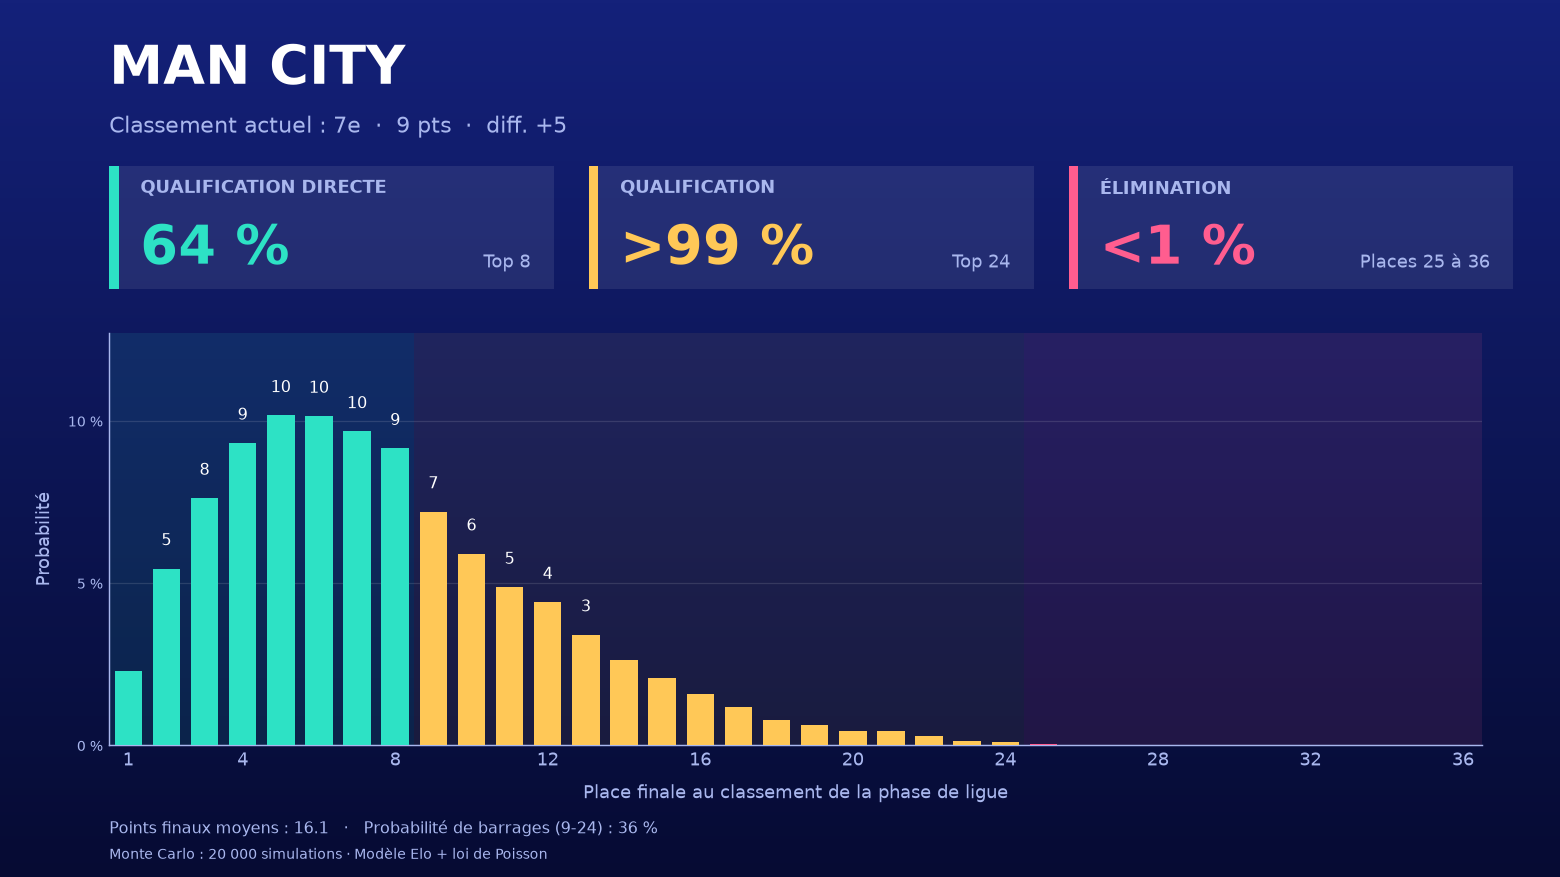 MAN CITY
Classement actuel : 7e · 9 pts · diff. +5
QUALIFICATION DIRECTE
64 %
Top 8
QUALIFICATION
>99 %
Top 24
ÉLIMINATION
<1 %
Places 25 à 36
Probabilité
10 %
5 %
0 %
5
8
9
10
10
10
9
7
6
5
4
3
1 4 8 12 16 20 24 28 32 36
Place finale au classement de la phase de ligue
Points finaux moyens : 16.1 · Probabilité de barrages (9-24) : 36 %
Monte Carlo : 20 000 simulations · Modèle Elo + loi de Poisson